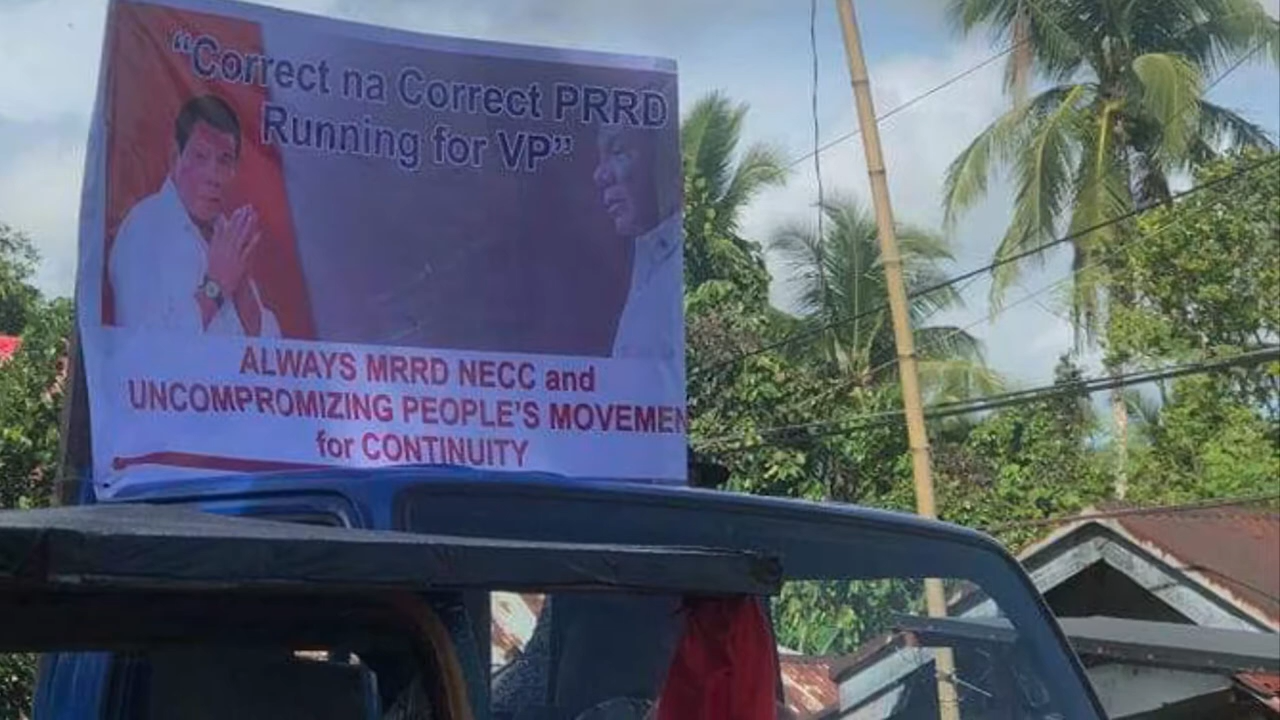 "Correct na Correct PRRD
Running for VP"
ALWAYS MRRD NECC and
UNCOMPROMIZING PEOPLE'S MOVEMEN
for CONTINUITY